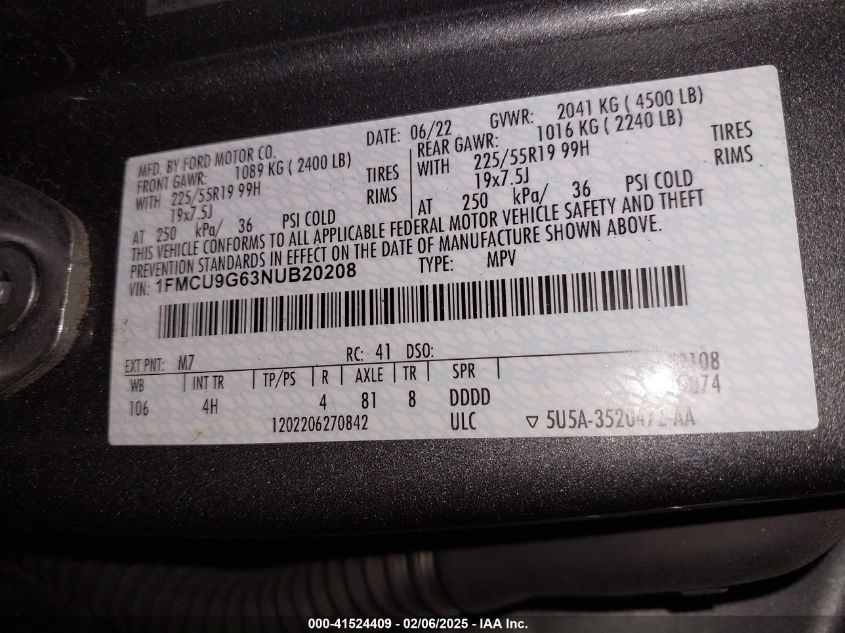 MFD. BY FORD MOTOR CO.
DATE: 06/22 GVWR: 2041 KG ( 4500 LB)
FRONT GAWR: 1089 KG ( 2400 LB)
WITH 225/55R19 99H TIRES
19x7.5J RIMS
AT 250 kPa/ 36 PSI COLD
REAR GAWR: 1016 KG ( 2240 LB)
WITH 225/55R19 99H TIRES
19x7.5J RIMS
AT 250 kPa/ 36 PSI COLD
THIS VEHICLE CONFORMS TO ALL APPLICABLE FEDERAL MOTOR VEHICLE SAFETY AND THEFT
PREVENTION STANDARDS IN EFFECT ON THE DATE OF MANUFACTURE SHOWN ABOVE.
VIN: 1FMCU9G63NUB20208 TYPE: MPV
EXT PNT: M7 RC: 41 DSO:
WB INT TR TP/PS R AXLE TR SPR
106 4H 4 81 8 DDDD
1202206270842 ULC ▽ 5U5A-3520472-AA
000-41524409 - 02/06/2025 - IAA Inc.